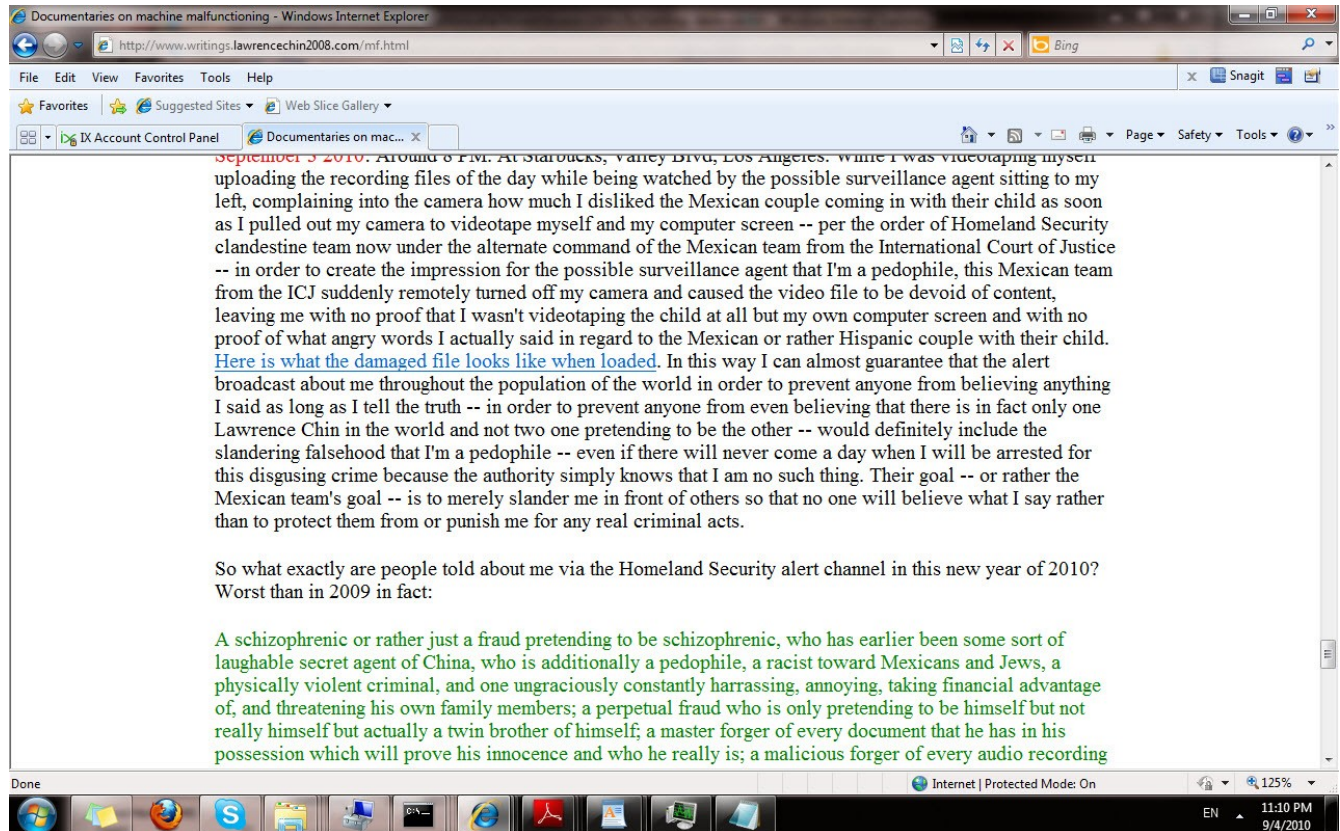 Documentaries on machine malfunctioning - Windows Internet Explorer
http://www.writings.lawrencechin2008.com/mf.html
Bing
File Edit View Favorites Tools Help
x Snagit
Favorites Suggested Sites Web Slice Gallery
IX Account Control Panel Documentaries on mac... X Page Safety Tools
September 3 2010. Around 8 PM. At Starbucks, Valley Blvd, Los Angeles. While I was videotaping myself
uploading the recording files of the day while being watched by the possible surveillance agent sitting to my
left, complaining into the camera how much I disliked the Mexican couple coming in with their child as soon
as I pulled out my camera to videotape myself and my computer screen -- per the order of Homeland Security
clandestine team now under the alternate command of the Mexican team from the International Court of Justice
-- in order to create the impression for the possible surveillance agent that I'm a pedophile, this Mexican team
from the ICJ suddenly remotely turned off my camera and caused the video file to be devoid of content,
leaving me with no proof that I wasn't videotaping the child at all but my own computer screen and with no
proof of what angry words I actually said in regard to the Mexican or rather Hispanic couple with their child.
Here is what the damaged file looks like when loaded. In this way I can almost guarantee that the alert
broadcast about me throughout the population of the world in order to prevent anyone from believing anything
I said as long as I tell the truth -- in order to prevent anyone from even believing that there is in fact only one
Lawrence Chin in the world and not two one pretending to be the other -- would definitely include the
slandering falsehood that I'm a pedophile -- even if there will never come a day when I will be arrested for
this disgusing crime because the authority simply knows that I am no such thing. Their goal -- or rather the
Mexican team's goal -- is to merely slander me in front of others so that no one will believe what I say rather
than to protect them from or punish me for any real criminal acts.
So what exactly are people told about me via the Homeland Security alert channel in this new year of 2010?
Worst than in 2009 in fact:
A schizophrenic or rather just a fraud pretending to be schizophrenic, who has earlier been some sort of
laughable secret agent of China, who is additionally a pedophile, a racist toward Mexicans and Jews, a
physically violent criminal, and one ungraciously constantly harrassing, annoying, taking financial advantage
of, and threatening his own family members; a perpetual fraud who is only pretending to be himself but not
really himself but actually a twin brother of himself; a master forger of every document that he has in his
possession which will prove his innocence and who he really is; a malicious forger of every audio recording
Done Internet | Protected Mode: On 125%
EN 11:10 PM
9/4/2010